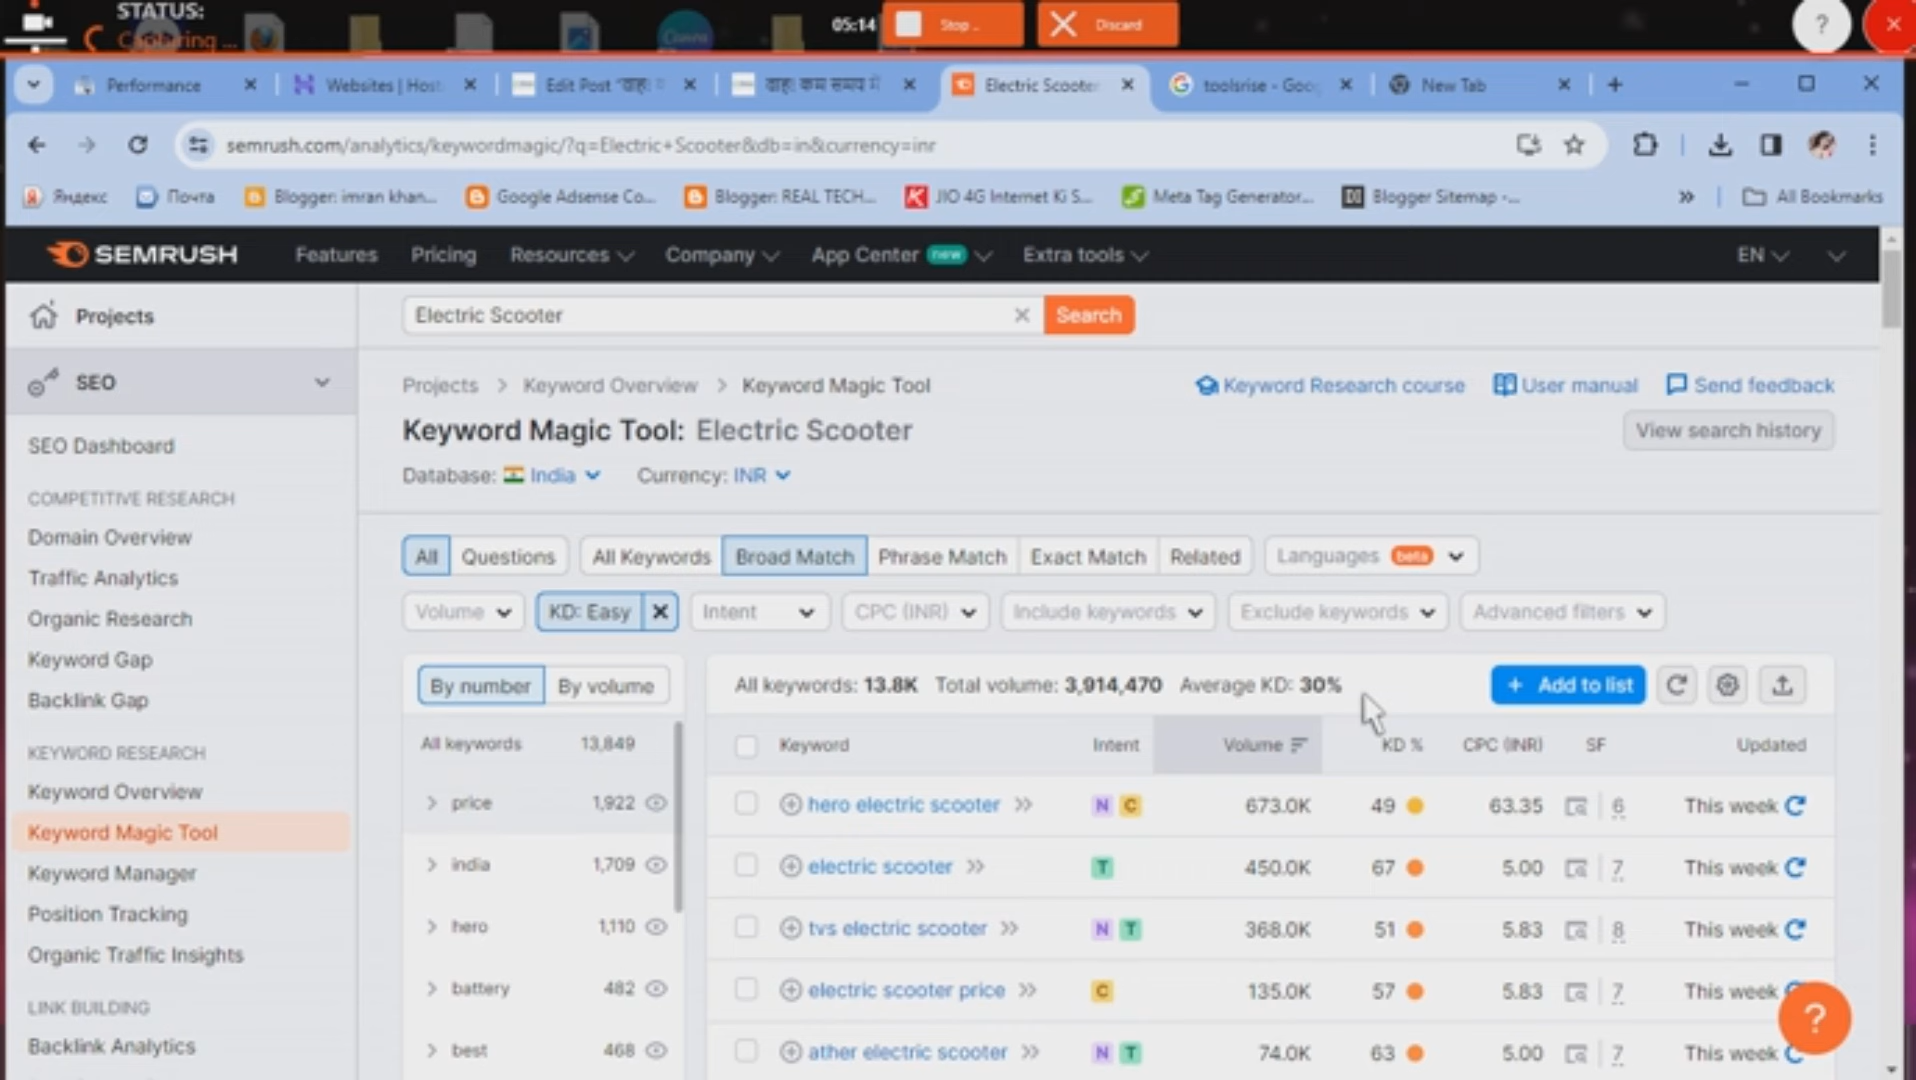 STATUS:
Capturing ...
05:14
Stop ..
Discard
?
Performance
Websites | Host
Edit Post "वाह!
वाह! कम समय में
Electric Scooter
toolsrise - Goo
New Tab
semrush.com/analytics/keywordmagic/?q=Electric+Scooter&db=in&currency=inr
Яндекс
Почта
Blogger: imran khan...
Google Adsense Co...
Blogger: REAL TECH...
JIO 4G Internet Ki S...
Meta Tag Generator...
Blogger Sitemap -...
All Bookmarks
SEMRUSH
Features
Pricing
Resources
Company
App Center new
Extra tools
EN
Projects
Electric Scooter
Search
SEO
Projects > Keyword Overview > Keyword Magic Tool
Keyword Research course
User manual
Send feedback
Keyword Magic Tool: Electric Scooter
View search history
Database: India
Currency: INR
SEO Dashboard
COMPETITIVE RESEARCH
Domain Overview
Traffic Analytics
Organic Research
Keyword Gap
Backlink Gap
KEYWORD RESEARCH
Keyword Overview
Keyword Magic Tool
Keyword Manager
Position Tracking
Organic Traffic Insights
LINK BUILDING
Backlink Analytics
All
Questions
All Keywords
Broad Match
Phrase Match
Exact Match
Related
Languages beta
Volume
KD: Easy
Intent
CPC (INR)
Include keywords
Exclude keywords
Advanced filters
By number
By volume
All keywords 13,849
price 1,922
india 1,709
hero 1,110
battery 482
best 468
All keywords: 13.8K Total volume: 3,914,470 Average KD: 30%
+ Add to list
Keyword Intent Volume KD % CPC (INR) SF Updated
hero electric scooter N C 673.0K 49 63.35 6 This week
electric scooter T 450.0K 67 5.00 7 This week
tvs electric scooter N T 368.0K 51 5.83 8 This week
electric scooter price C 135.0K 57 5.83 7 This week
ather electric scooter N T 74.0K 63 5.00 7 This week
?